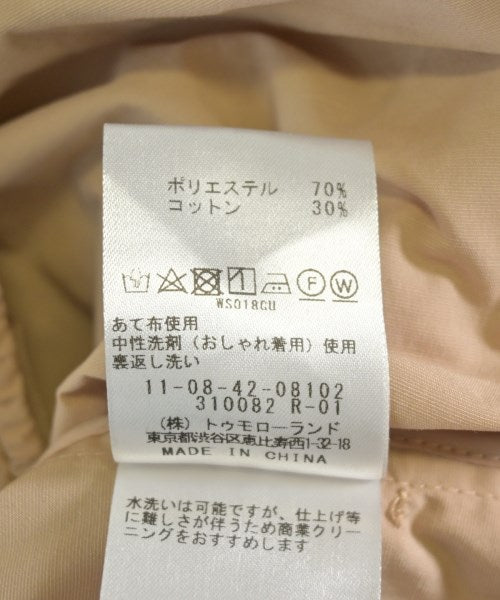 ポリエステル 70%
コットン 30%
F W
WS018GU
あて布使用
中性洗剤（おしゃれ着用）使用
裏返し洗い
11-08-42-08102
310082 R-01
（株）トゥモローランド
東京都渋谷区恵比寿西1-32-18
MADE IN CHINA
水洗いは可能ですが、仕上げ等
に難しさが伴うため商業クリー
ニングをおすすめします